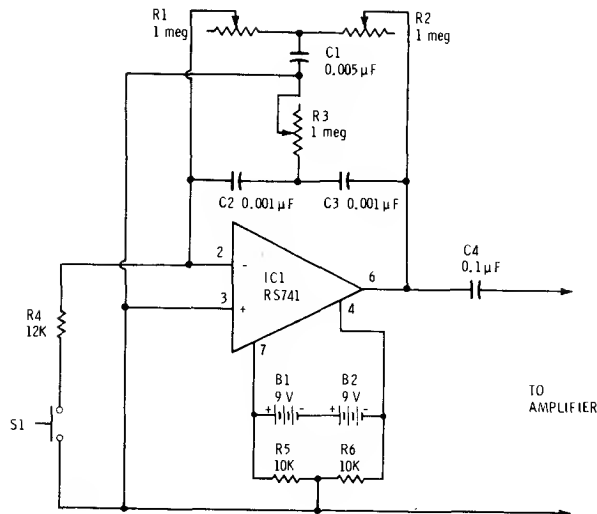 R1
1 meg
R2
1 meg
C1
0.005 μF
R3
1 meg
C2 0.001 μF
C3 0.001 μF
C4
0.1 μF
2
-
IC1
RS741
6
3
+
4
7
R4
12K
S1
B1
9 V
B2
9 V
+ - + -
R5
10K
R6
10K
TO
AMPLIFIER